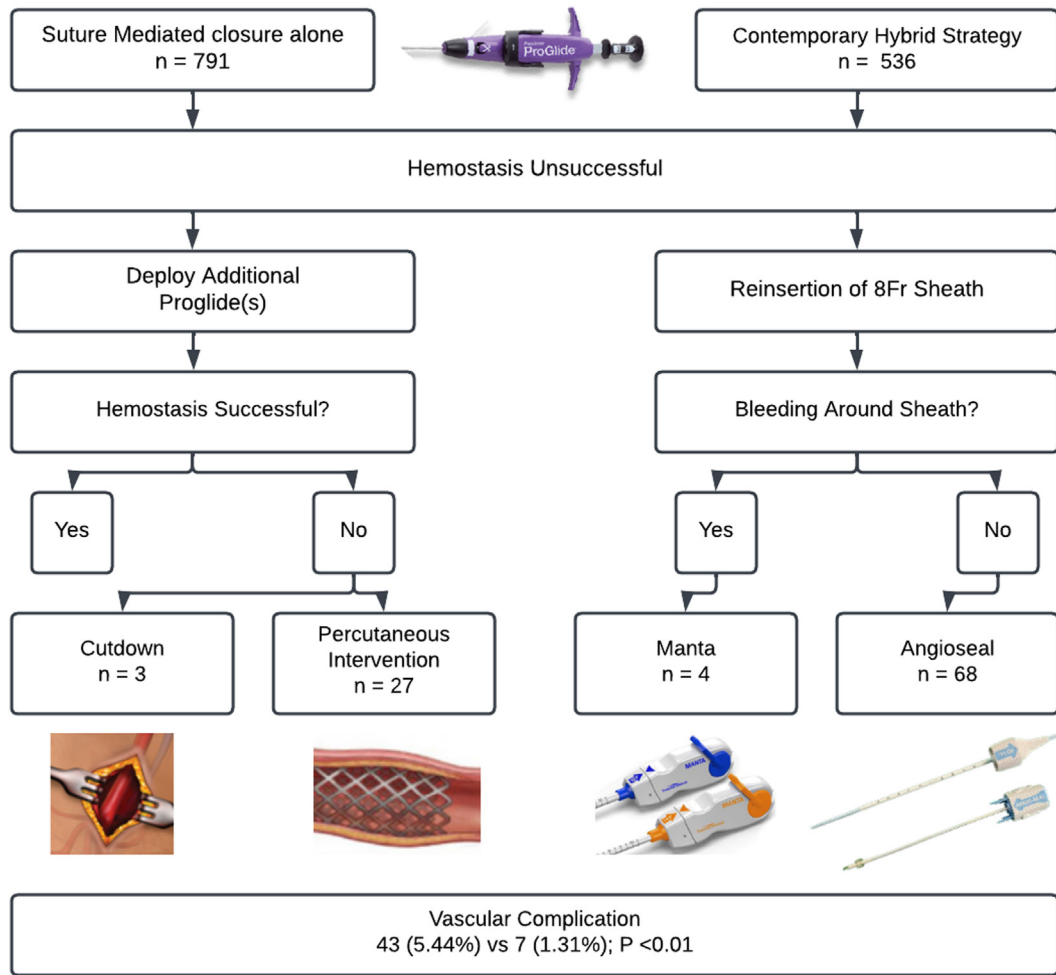 Suture Mediated closure alone
n = 791
ProGlide
Contemporary Hybrid Strategy
n = 536
Hemostasis Unsuccessful
Deploy Additional
Proglide(s)
Reinsertion of 8Fr Sheath
Hemostasis Successful?
Bleeding Around Sheath?
Yes
No
Yes
No
Cutdown
n = 3
Percutaneous
Intervention
n = 27
Manta
n = 4
Angioseal
n = 68
MANTA
MANTA
Vascular Complication
43 (5.44%) vs 7 (1.31%); P <0.01